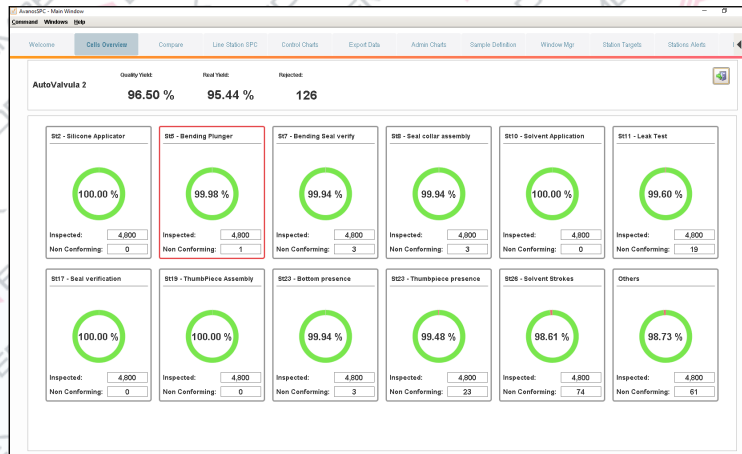 AvanosSPC - Main Window
Command Windows Help
Welcome Cells Overview Compare Line Station SPC Control Charts Export Data Admin Charts Sample Definition Window Mgr Station Targets Stations Alerts
AutoValvula 2
Quality Yield: Real Yield: Rejected:
96.50 % 95.44 % 126
St2 - Silicone Applicator St5 - Bending Plunger St7 - Bending Seal verify St8 - Seal collar assembly St10 - Solvent Application St11 - Leak Test
100.00 % 99.98 % 99.94 % 99.94 % 100.00 % 99.60 %
Inspected: 4,800 Inspected: 4,800 Inspected: 4,800 Inspected: 4,800 Inspected: 4,800 Inspected: 4,800
Non Conforming: 0 Non Conforming: 1 Non Conforming: 3 Non Conforming: 3 Non Conforming: 0 Non Conforming: 19
St17 - Seal verification St19 - ThumbPiece Assembly St23 - Bottom presence St23 - Thumbpiece presence St26 - Solvent Strokes Others
100.00 % 100.00 % 99.94 % 99.48 % 98.61 % 98.73 %
Inspected: 4,800 Inspected: 4,800 Inspected: 4,800 Inspected: 4,800 Inspected: 4,800 Inspected: 4,800
Non Conforming: 0 Non Conforming: 0 Non Conforming: 3 Non Conforming: 23 Non Conforming: 74 Non Conforming: 61